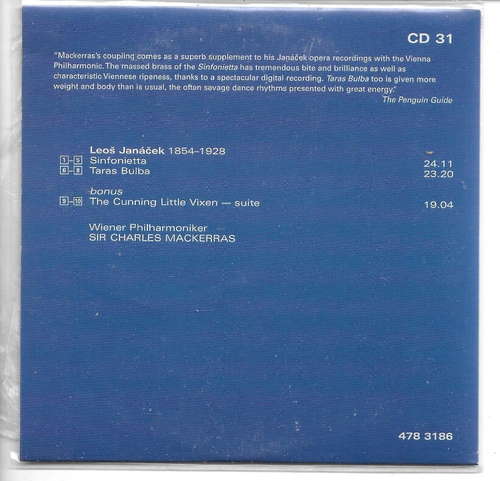 CD 31
"Mackerras's coupling comes as a superb supplement to his Janáček opera recordings with the Vienna
Philharmonic. The massed brass of the Sinfonietta has tremendous bite and brilliance as well as
characteristic Viennese ripeness, thanks to a spectacular digital recording. Taras Bulba too is given more
weight and body than is usual, the often savage dance rhythms presented with great energy."
The Penguin Guide
Leoš Janáček 1854–1928
1–5 Sinfonietta 24.11
6–8 Taras Bulba 23.20
bonus
9–10 The Cunning Little Vixen — suite 19.04
Wiener Philharmoniker
SIR CHARLES MACKERRAS
478 3186